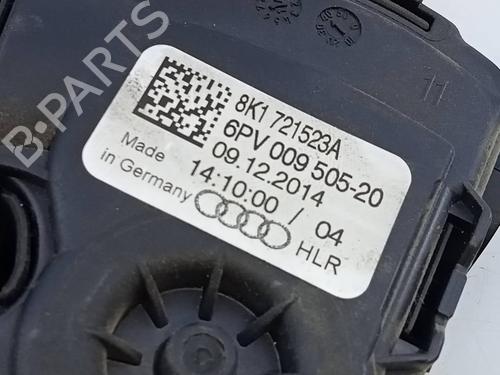 8K1 721523A
6PV 009 505-20
09.12.2014
14:10:00 / 04
Made
in Germany
HLR
11
B-PARTS